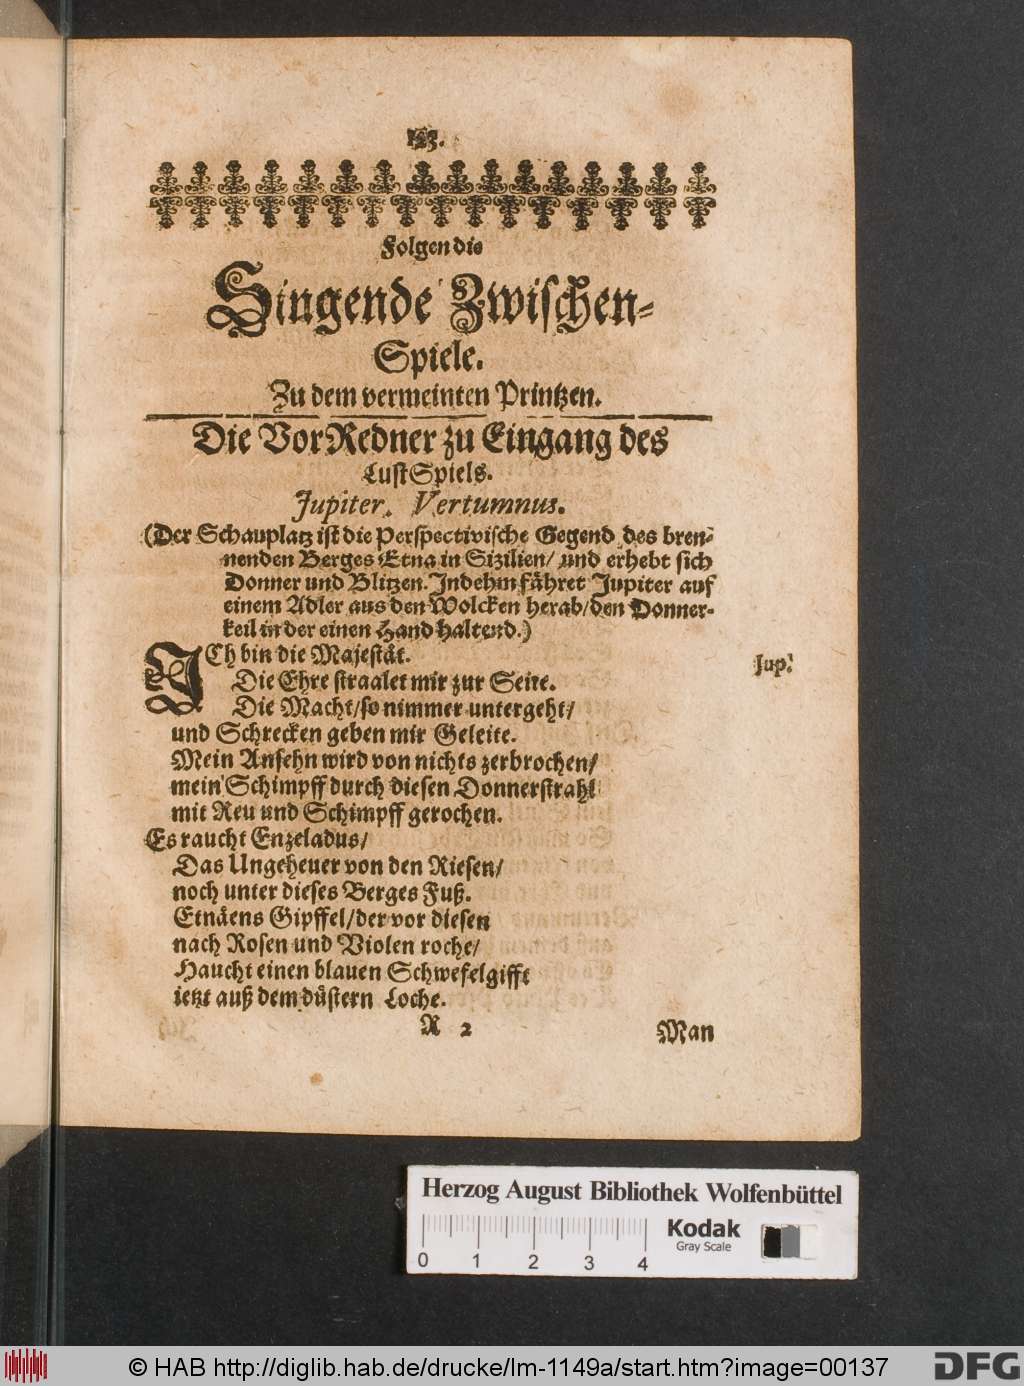 Folgen die
Singende Zwischen-
Spiele.
Zu dem vermeinten Printzen.
Die VorRedner zu Eingang des
LustSpiels.
Jupiter. Vertumnus.
(Der Schauplatz ist die Perspectivische Gegend des bren-
nenden Berges Etna in Sizilien/ und erhebt sich
Donner und Blitzen. Indehm fähret Jupiter auf
einem Adler aus den Wolcken herab/ den Donner-
keil in der einen Hand haltend.)
ICh bin die Majestät.
Jup.
Die Ehre straalet mir zur Seite.
Die Macht/ so nimmer untergeht/
und Schrecken geben mir Geleite.
Mein Ansehn wird von nichts zerbrochen/
mein Schimpff durch diesen Donnerstrahl
mit Reu und Schimpff gerochen.
Es raucht Enzeladus/
Das Ungeheuer von den Riesen/
noch unter dieses Berges Fuß.
Etnäens Gipffel/ der vor diesen
nach Rosen und Violen roche/
Haucht einen blauen Schwefelgifft
ietzt auß dem düstern Loche.
R 2 Man
Herzog August Bibliothek Wolfenbüttel
Kodak
Gray Scale
0 1 2 3 4
© HAB http://diglib.hab.de/drucke/lm-1149a/start.htm?image=00137
DFG